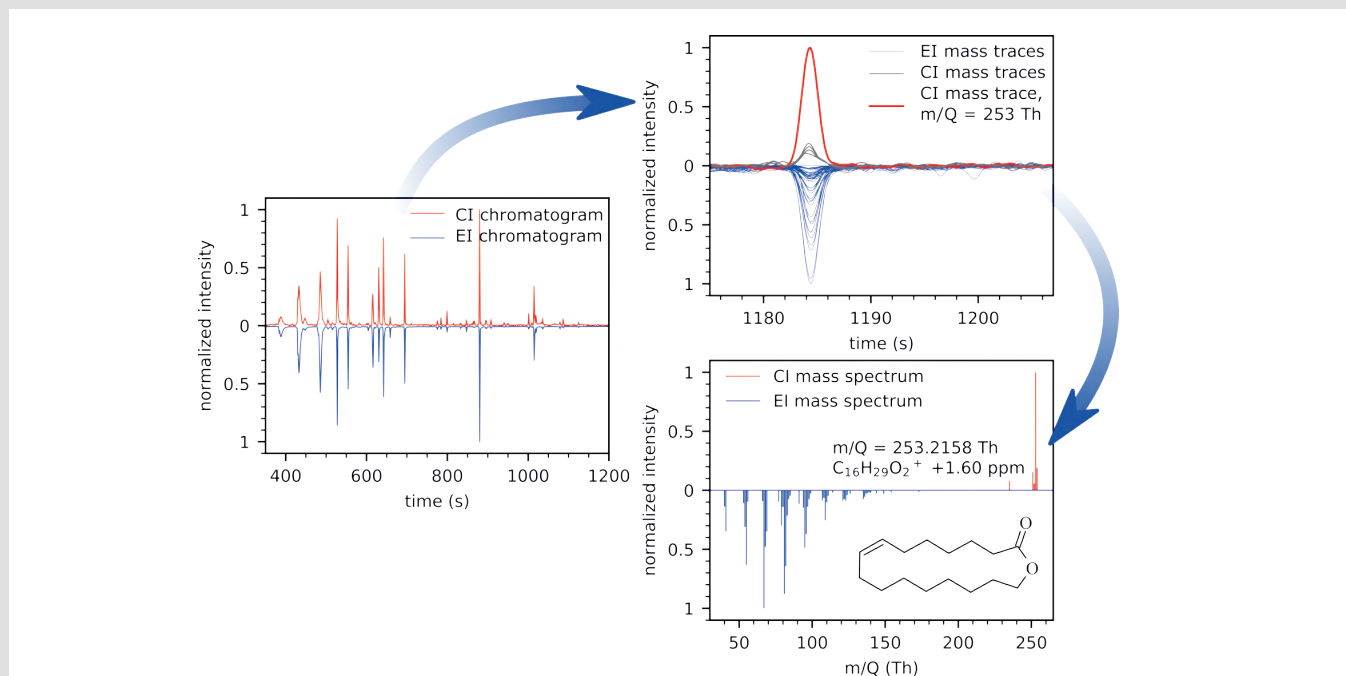 CI chromatogram
EI chromatogram
normalized intensity
1
0.5
0
0.5
1
400
600
800
1000
1200
time (s)
EI mass traces
CI mass traces
CI mass trace,
m/Q = 253 Th
normalized intensity
1
0.5
0
0.5
1
1180
1190
1200
time (s)
CI mass spectrum
EI mass spectrum
m/Q = 253.2158 Th
C₁₆H₂₉O₂⁺ +1.60 ppm
normalized intensity
1
0.5
0
0.5
1
O
O
50
100
150
200
250
m/Q (Th)